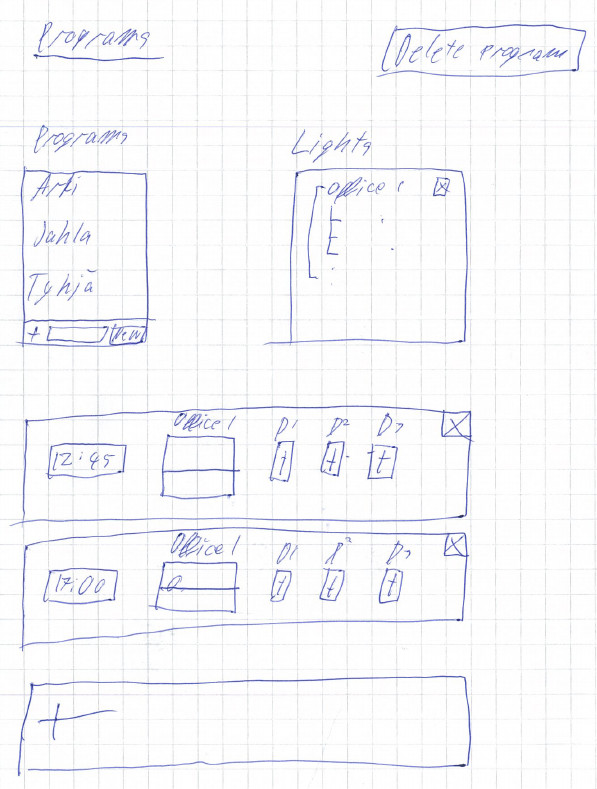 Programs
Delete program
Programs
Lights
Arki
Juhla
Tyhjä
+ New
office 1 x
E
E
Office 1 D1 D2 D3 X
12:45 t t t
Office 1 D1 D2 D3 X
17:00 0 t t t
+